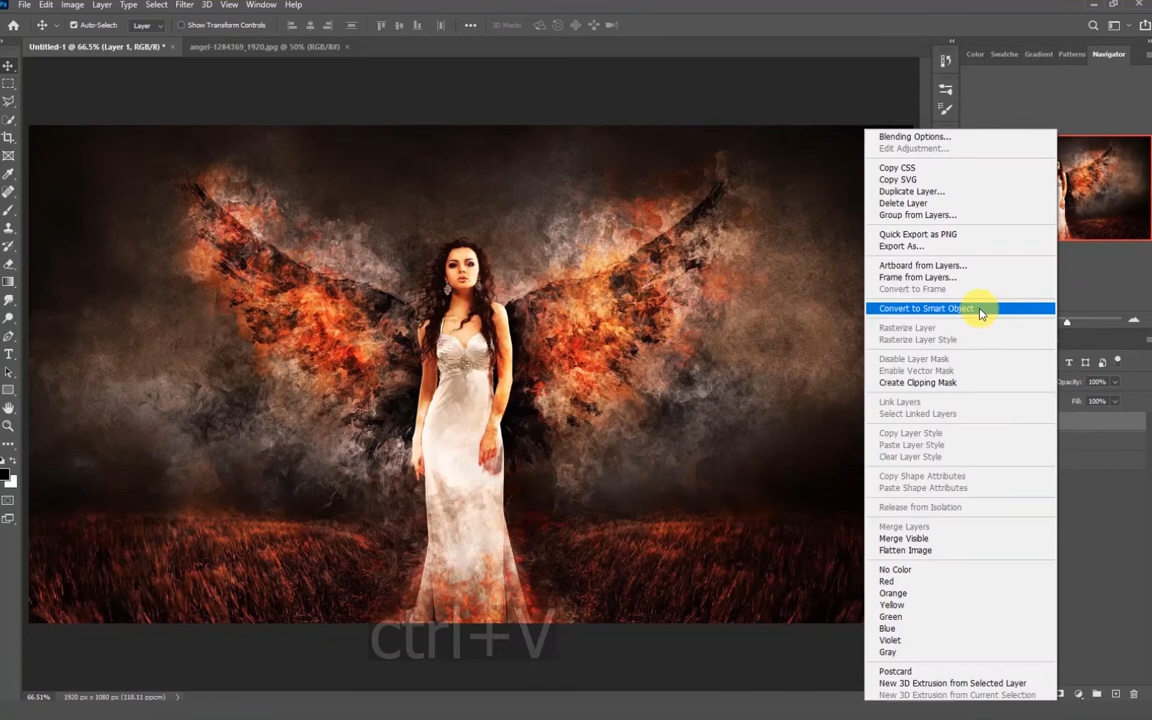 Ps File Edit Image Layer Type Select Filter 3D View Window Help
Auto-Select: Layer Show Transform Controls 3D Mode:
Untitled-1 @ 66.5% (Layer 1, RGB/8) * × angel-1284369_1920.jpg @ 50% (RGB/8#) ×
Color Swatches Gradient Patterns Navigator
Blending Options...
Edit Adjustment...
Copy CSS
Copy SVG
Duplicate Layer...
Delete Layer
Group from Layers...
Quick Export as PNG
Export As...
Artboard from Layers...
Frame from Layers...
Convert to Frame
Convert to Smart Object
Rasterize Layer
Rasterize Layer Style
Disable Layer Mask
Enable Vector Mask
Create Clipping Mask
Opacity: 100%
Link Layers
Fill: 100%
Select Linked Layers
Copy Layer Style
Paste Layer Style
Clear Layer Style
Copy Shape Attributes
Paste Shape Attributes
Release from Isolation
Merge Layers
Merge Visible
Flatten Image
No Color
Red
Orange
Yellow
Green
Blue
Violet
Gray
Postcard
New 3D Extrusion from Selected Layer
New 3D Extrusion from Current Selection
ctrl+v
66.51% 1920 px x 1080 px (118.11 ppcm)